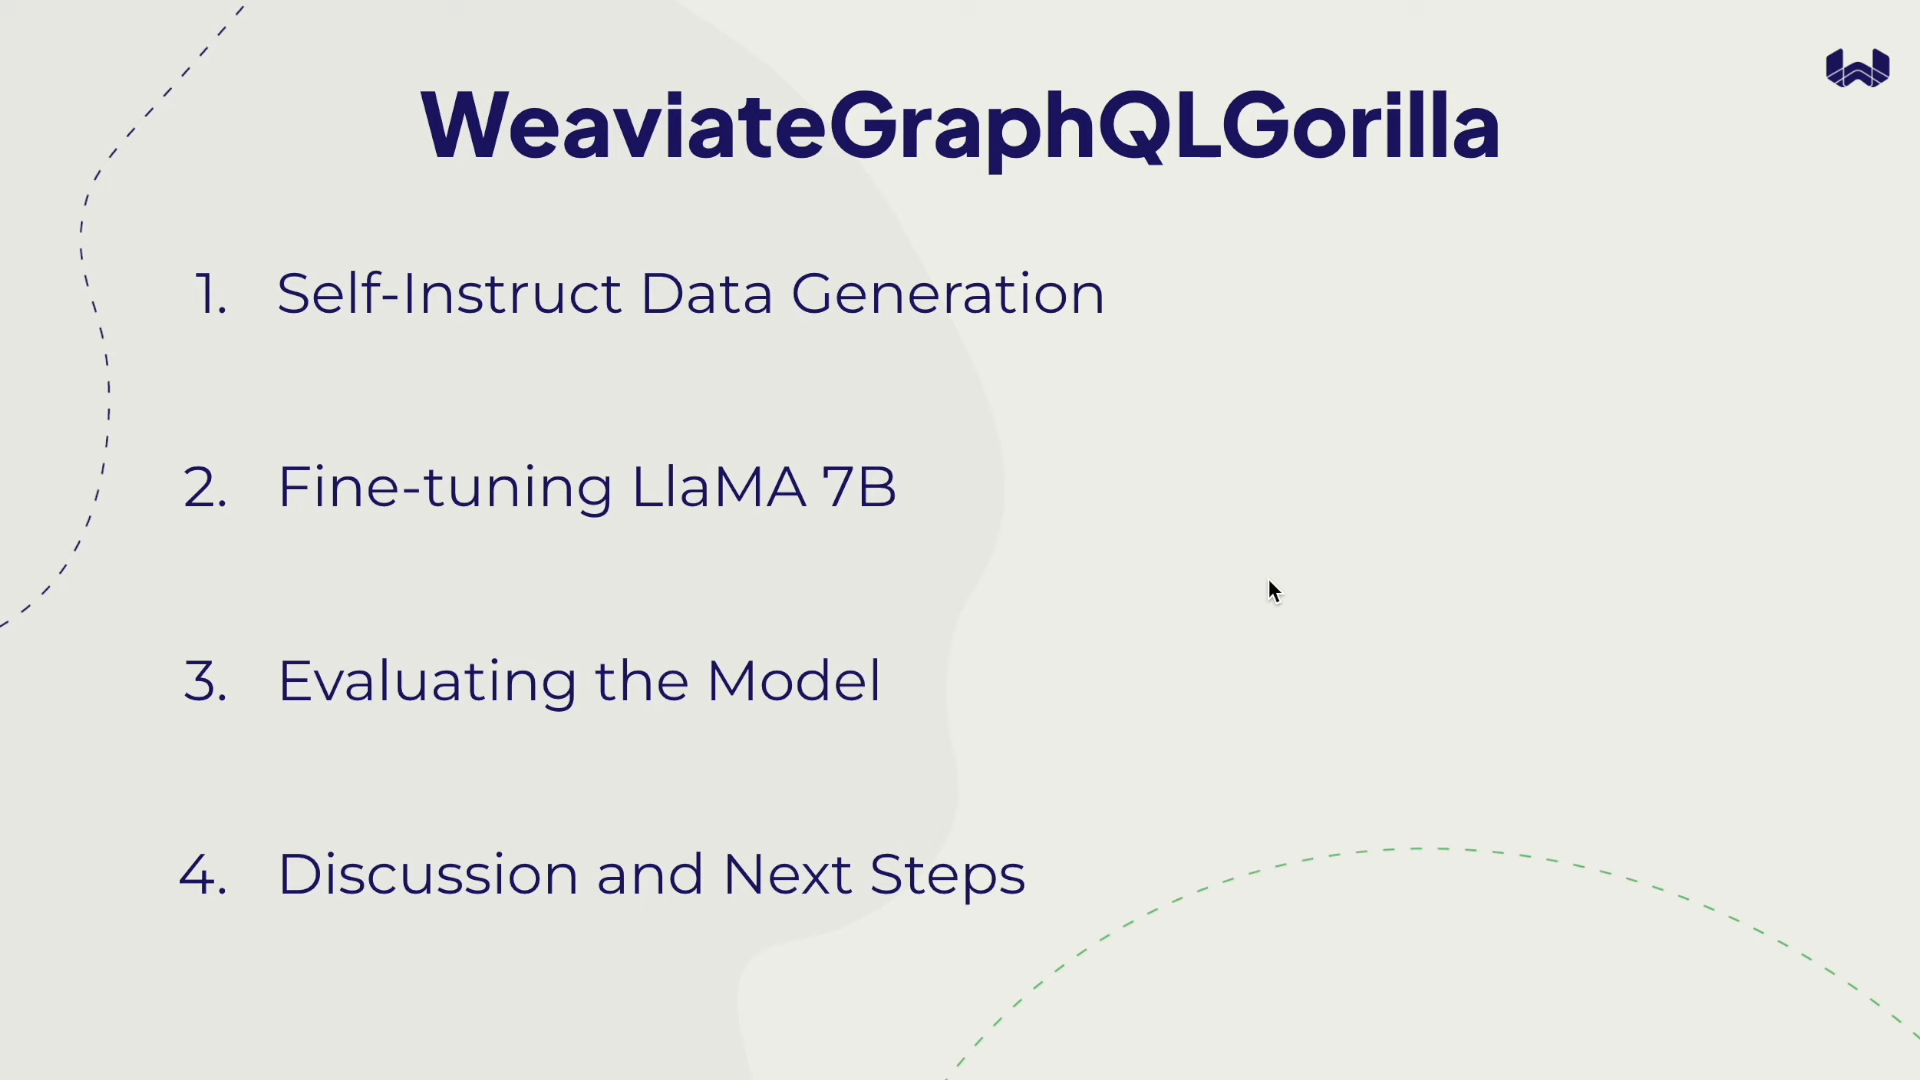 WeaviateGraphQLGorilla
1. Self-Instruct Data Generation
2. Fine-tuning LlaMA 7B
3. Evaluating the Model
4. Discussion and Next Steps